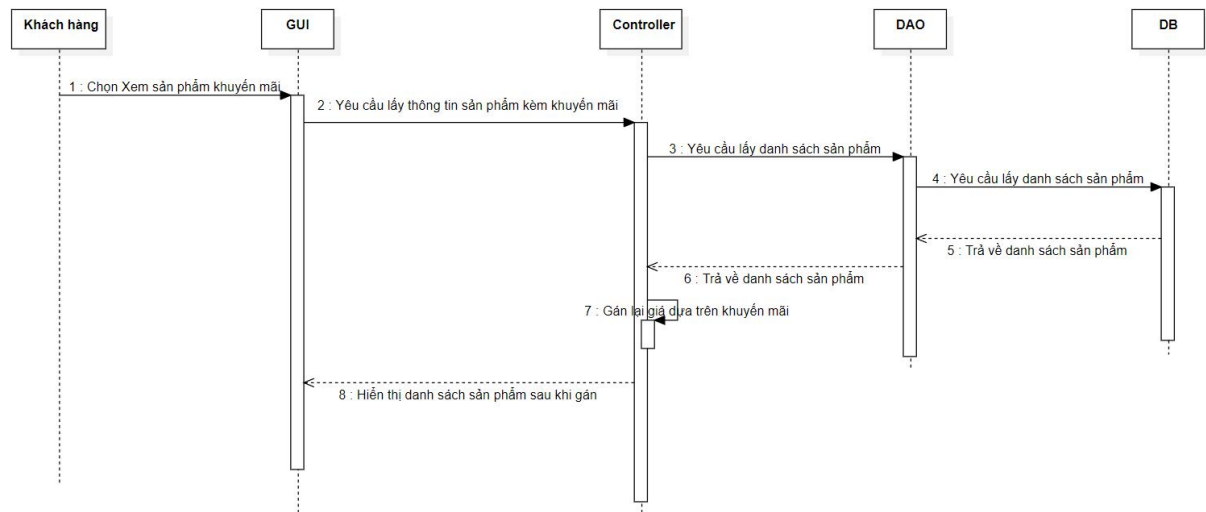 Khách hàng
GUI
Controller
DAO
DB
1 : Chọn Xem sản phẩm khuyến mãi
2 : Yêu cầu lấy thông tin sản phẩm kèm khuyến mãi
3 : Yêu cầu lấy danh sách sản phẩm
4 : Yêu cầu lấy danh sách sản phẩm
5 : Trả về danh sách sản phẩm
6 : Trả về danh sách sản phẩm
7 : Gán lại giá dựa trên khuyến mãi
8 : Hiển thị danh sách sản phẩm sau khi gán